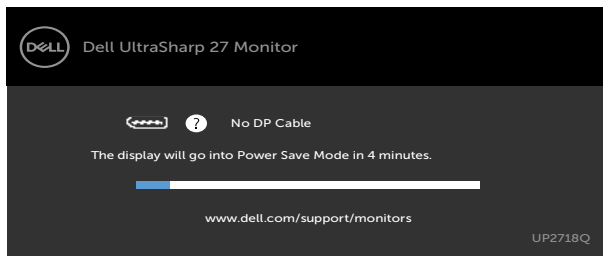 DELL
Dell UltraSharp 27 Monitor
? No DP Cable
The display will go into Power Save Mode in 4 minutes.
www.dell.com/support/monitors
UP2718Q